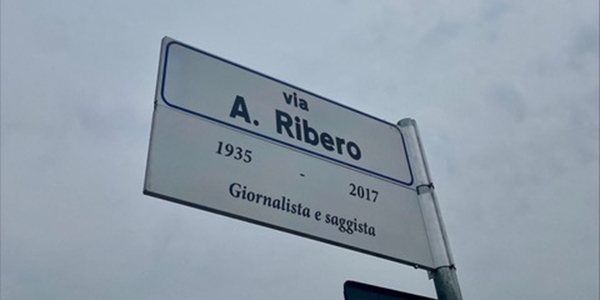 via
A. Ribero
1935 - 2017
Giornalista e saggista